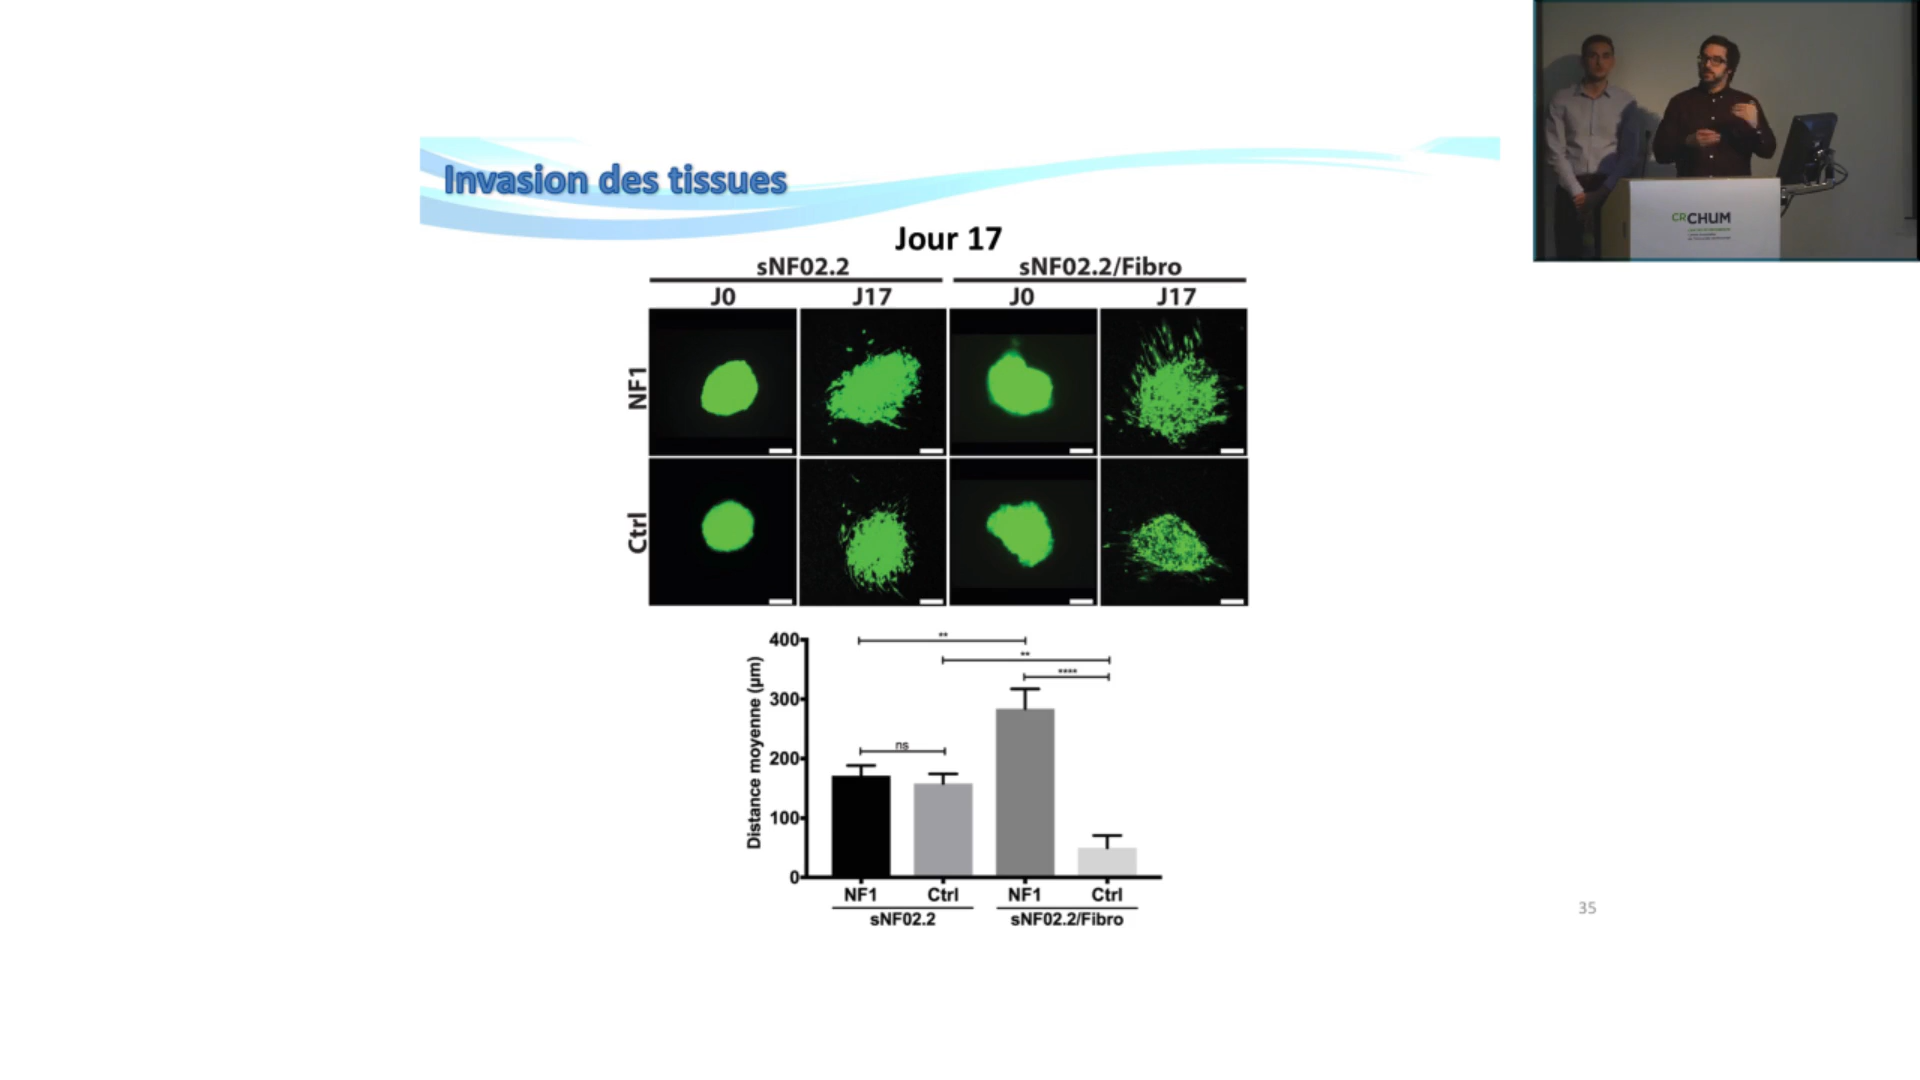 Invasion des tissues
Jour 17
sNF02.2 sNF02.2/Fibro
J0 J17 J0 J17
NF1
Ctrl
400
300
200
100
0
Distance moyenne (µm)
**
**
****
ns
NF1 Ctrl NF1 Ctrl
sNF02.2 sNF02.2/Fibro
35
CRCHUM